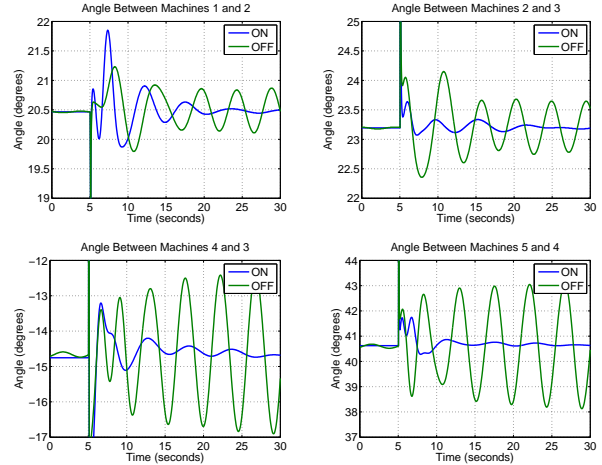 Angle Between Machines 1 and 2
22
21.5
21
20.5
20
19.5
19
Angle (degrees)
0 5 10 15 20 25 30
Time (seconds)
ON
OFF
Angle Between Machines 2 and 3
25
24.5
24
23.5
23
22.5
22
Angle (degrees)
0 5 10 15 20 25 30
Time (seconds)
ON
OFF
Angle Between Machines 4 and 3
−12
−13
−14
−15
−16
−17
Angle (degrees)
0 5 10 15 20 25 30
Time (seconds)
ON
OFF
Angle Between Machines 5 and 4
44
43
42
41
40
39
38
37
Angle (degrees)
0 5 10 15 20 25 30
Time (seconds)
ON
OFF